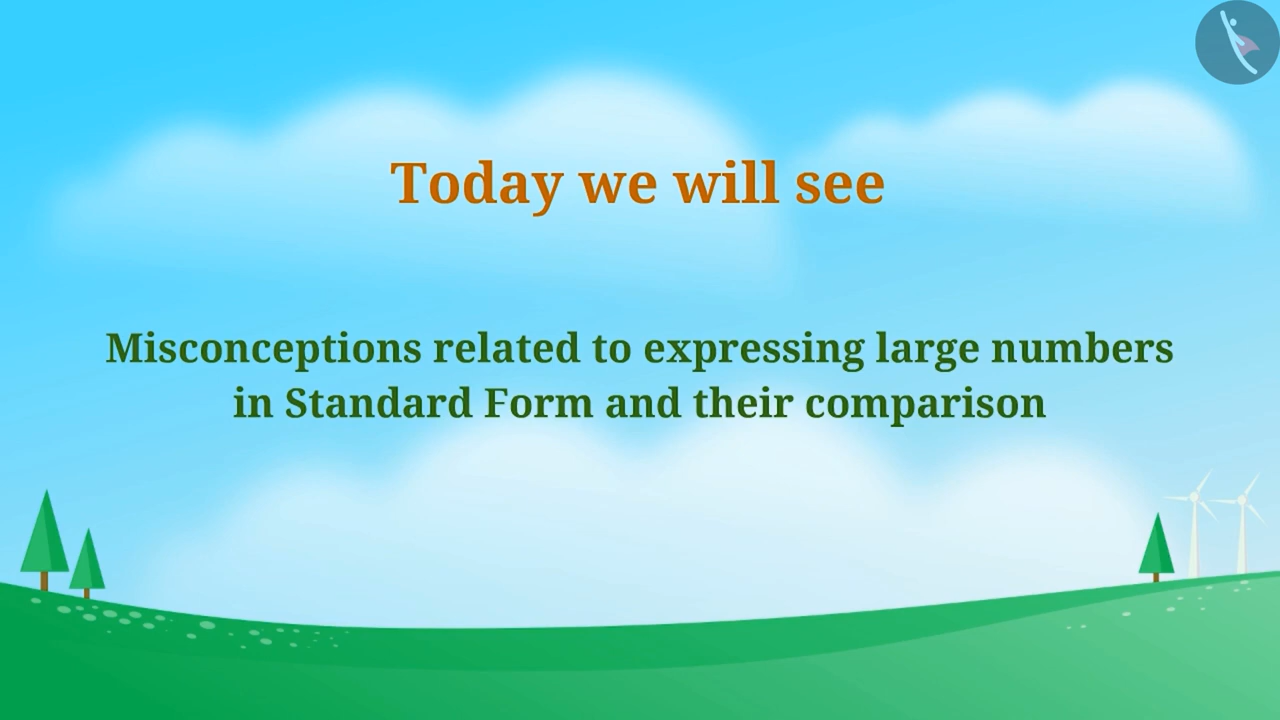 Today we will see
Misconceptions related to expressing large numbers
in Standard Form and their comparison